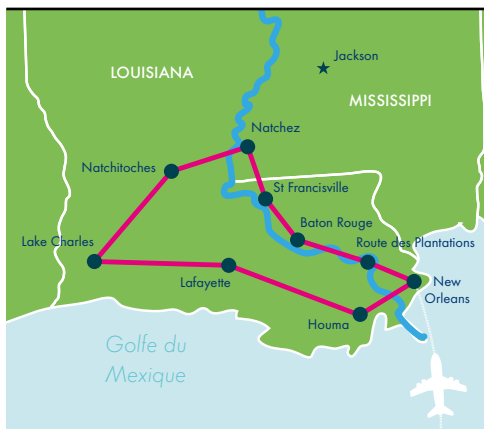 Jackson
LOUISIANA
MISSISSIPPI
Natchez
Natchitoches
St Francisville
Baton Rouge
Lake Charles
Route des Plantations
Lafayette
New
Orleans
Houma
Golfe du
Mexique